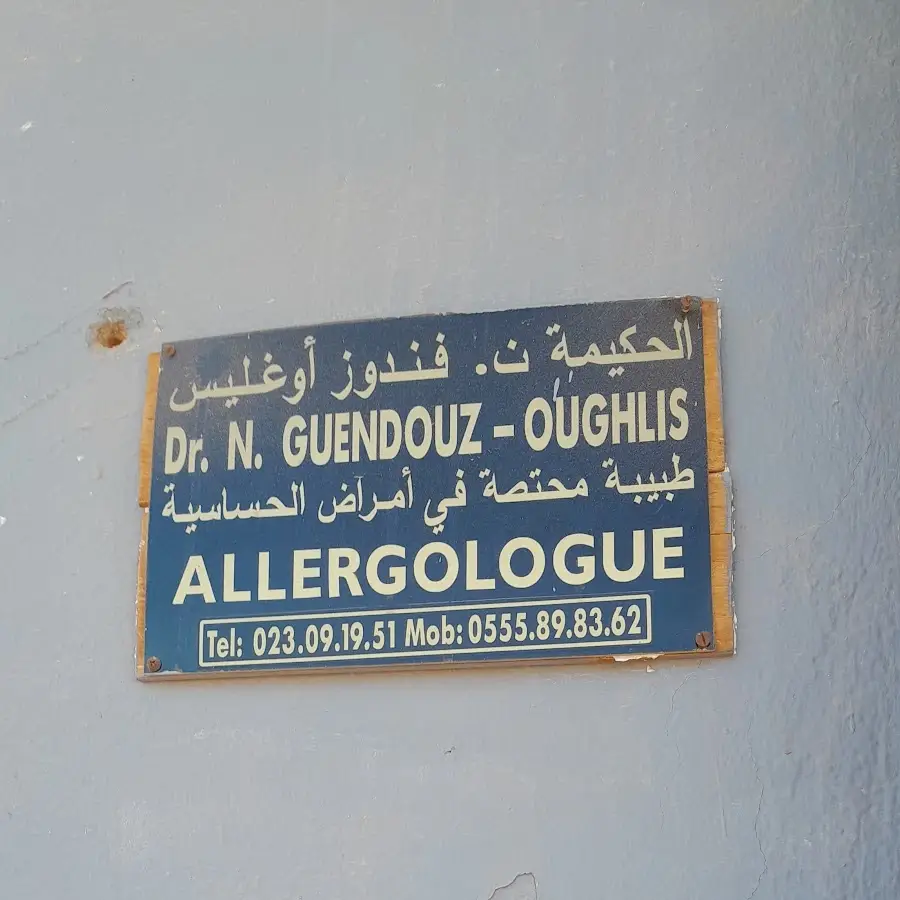 الحكيمة ن. ڤندوز أوغليس
Dr. N. GUENDOUZ - OUGHLIS
طبيبة مختصة في أمراض الحساسية
ALLERGOLOGUE
Tel: 023.09.19.51 Mob: 0555.89.83.62